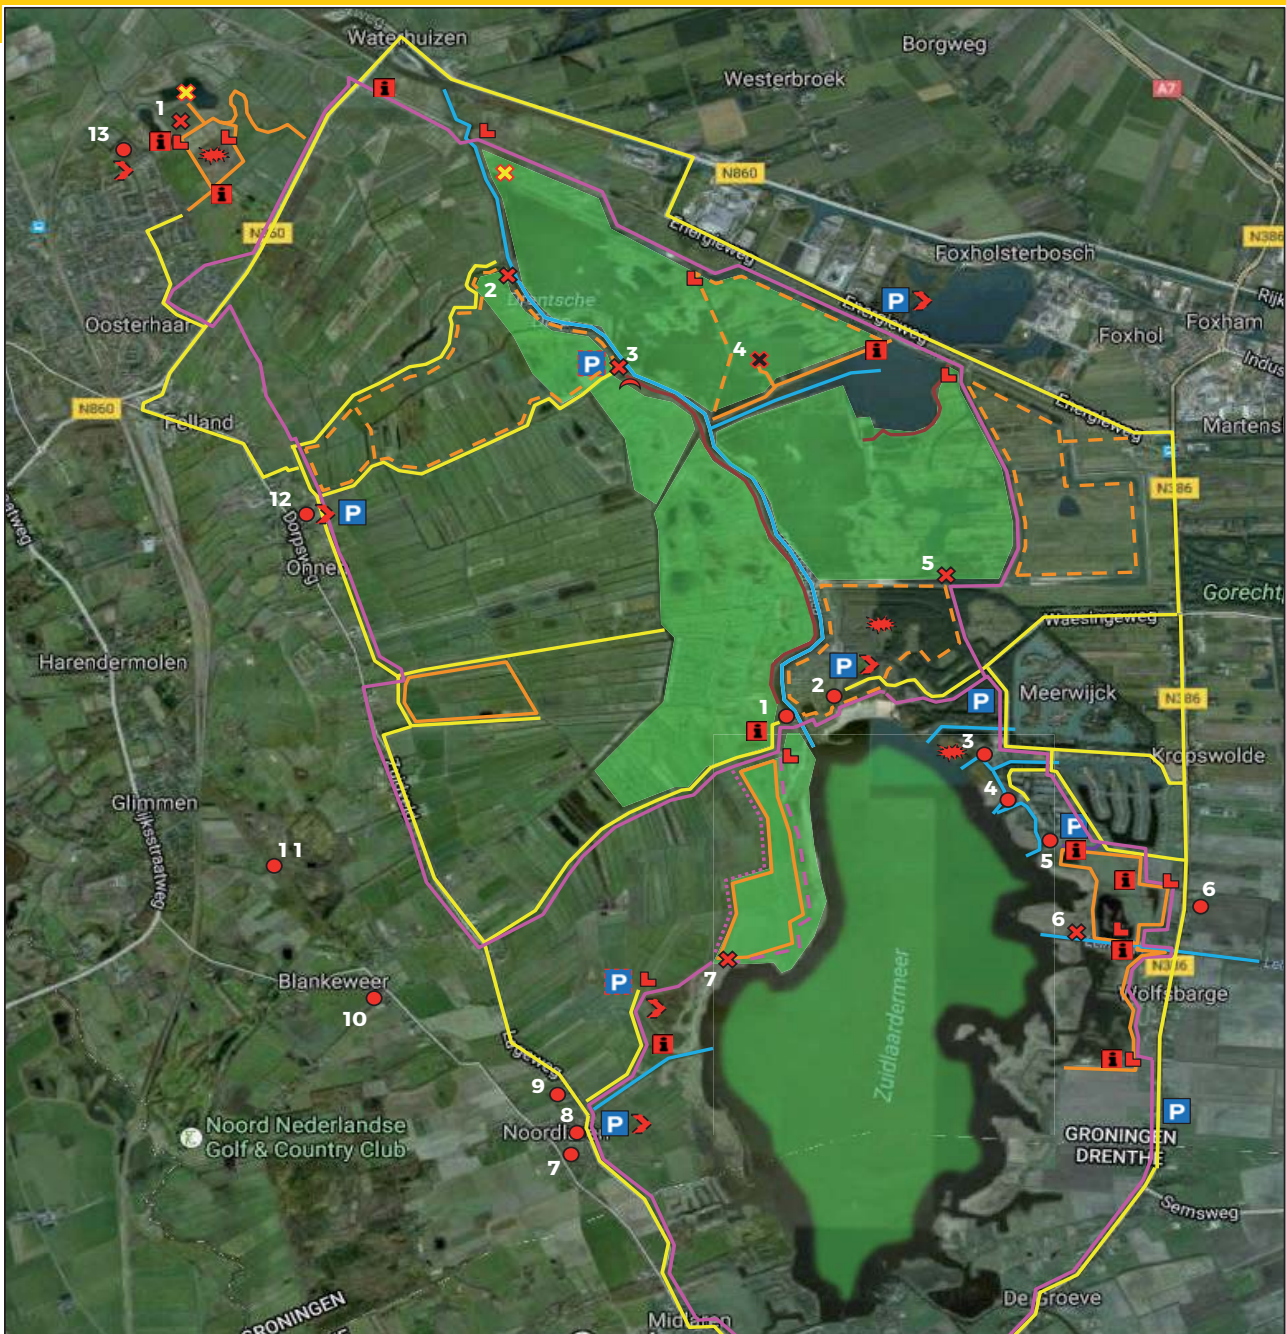 Waterhuizen
Borgweg
Westerbroek
A7
1
13
N860
N860
Energieweg
Foxholsterbosch
N386
2
Drentsche
P
Energieweg
Oosterhaar
Foxhol
Foxham
P
3
4
N860
Felland
Energieweg
Martens
12
P
N386
Dorpsweg
Onnen
5
Gorecht
Waesingeweg
Harendermolen
P
2
P
Meerwijck
N386
1
3
Kropswolde
Glimmen
Rijksstraatweg
4
P
11
5
6
6
N386
Blankeweer
P
7
Wolfsbarge
10
Zuidlaardermeer
Lageweg
9
8
P
P
Noord Nederlandse
Golf & Country Club
7
GRONINGEN
DRENTHE
Semsweg
De Groeve
GRONINGEN
Midlaren